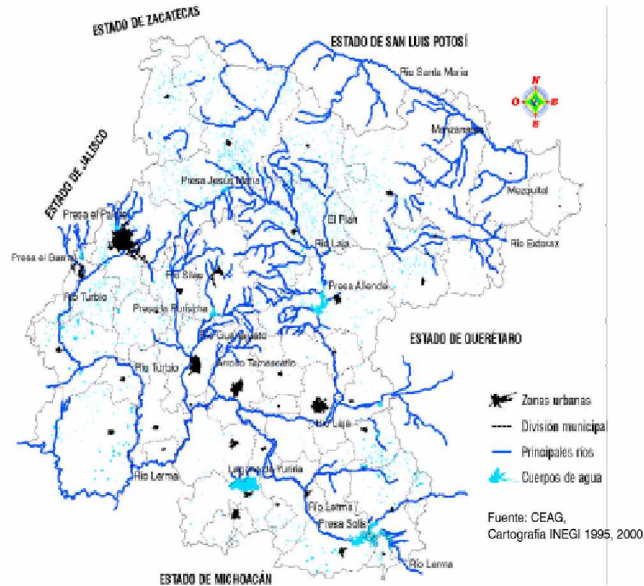 ESTADO DE ZACATECAS
ESTADO DE SAN LUIS POTOSÍ
Río Santa María
N
O
E
Manzanares
ESTADO DE JALISCO
Presa Jesús María
Mezquital
Presa el Palote
El Plan
Río Laja
Río Extoraz
Presa el Barrial
Río Silao
Presa Allende
Río Turbio
Presa la Purísima
Río Guanajuato
ESTADO DE QUERÉTARO
Río Turbio
Arroyo Temascatío
Zonas urbanas
Río Laja
División municipal
Principales ríos
Laguna de Yuriria
Río Lerma
Cuerpos de agua
Río Lerma
Presa Solís
Fuente: CEAG,
Cartografía INEGI 1995, 2000
Río Lerma
ESTADO DE MICHOACÁN